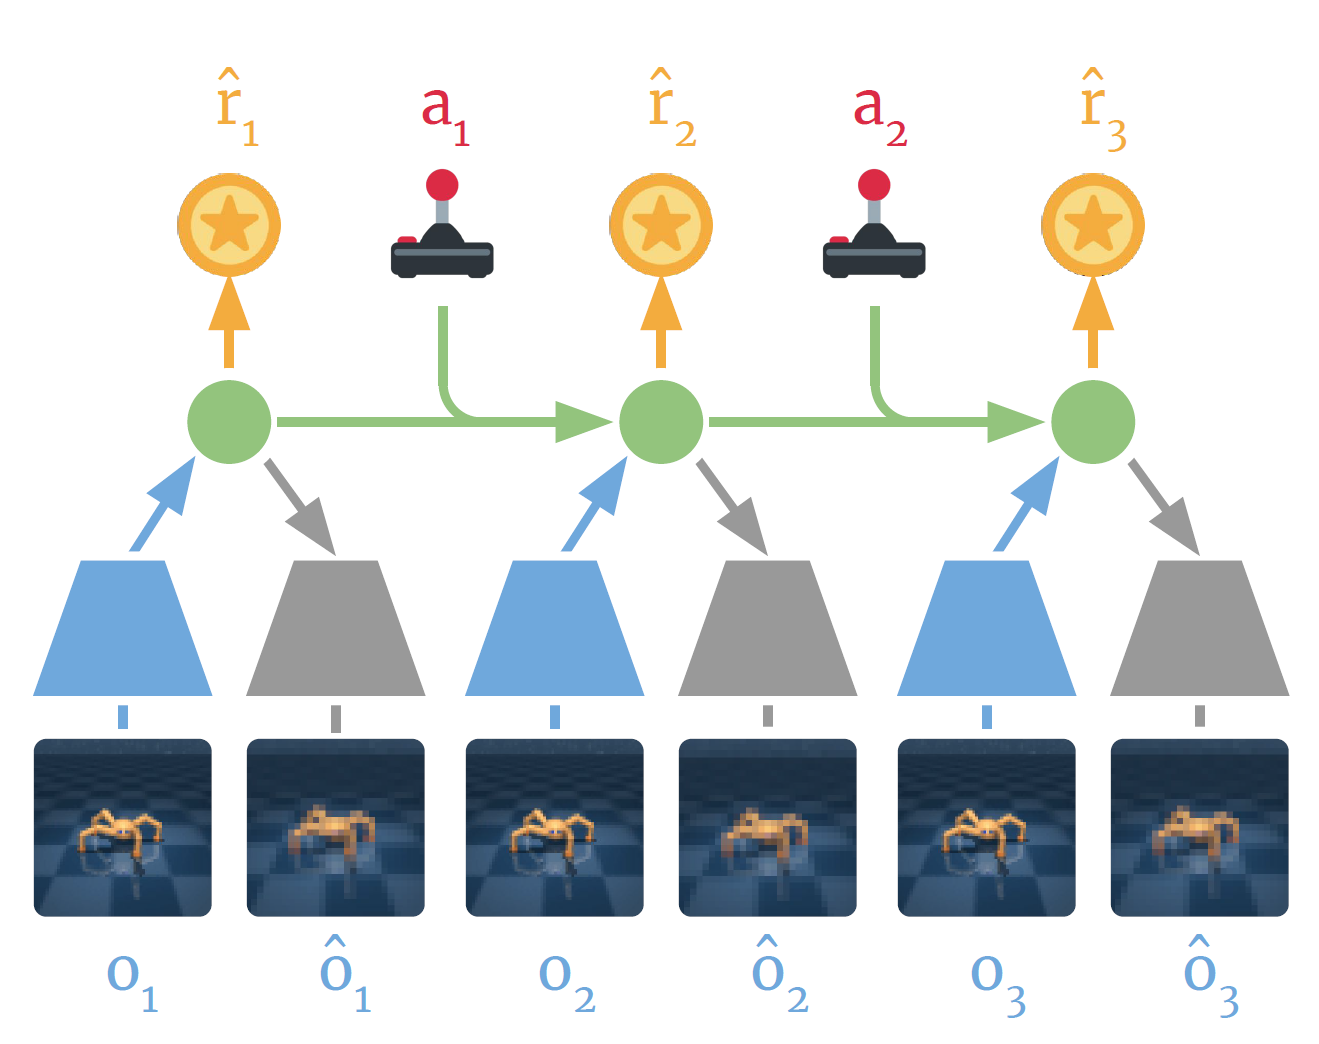 r̂₁ a₁ r̂₂ a₂ r̂₃
o₁ ô₁ o₂ ô₂ o₃ ô₃